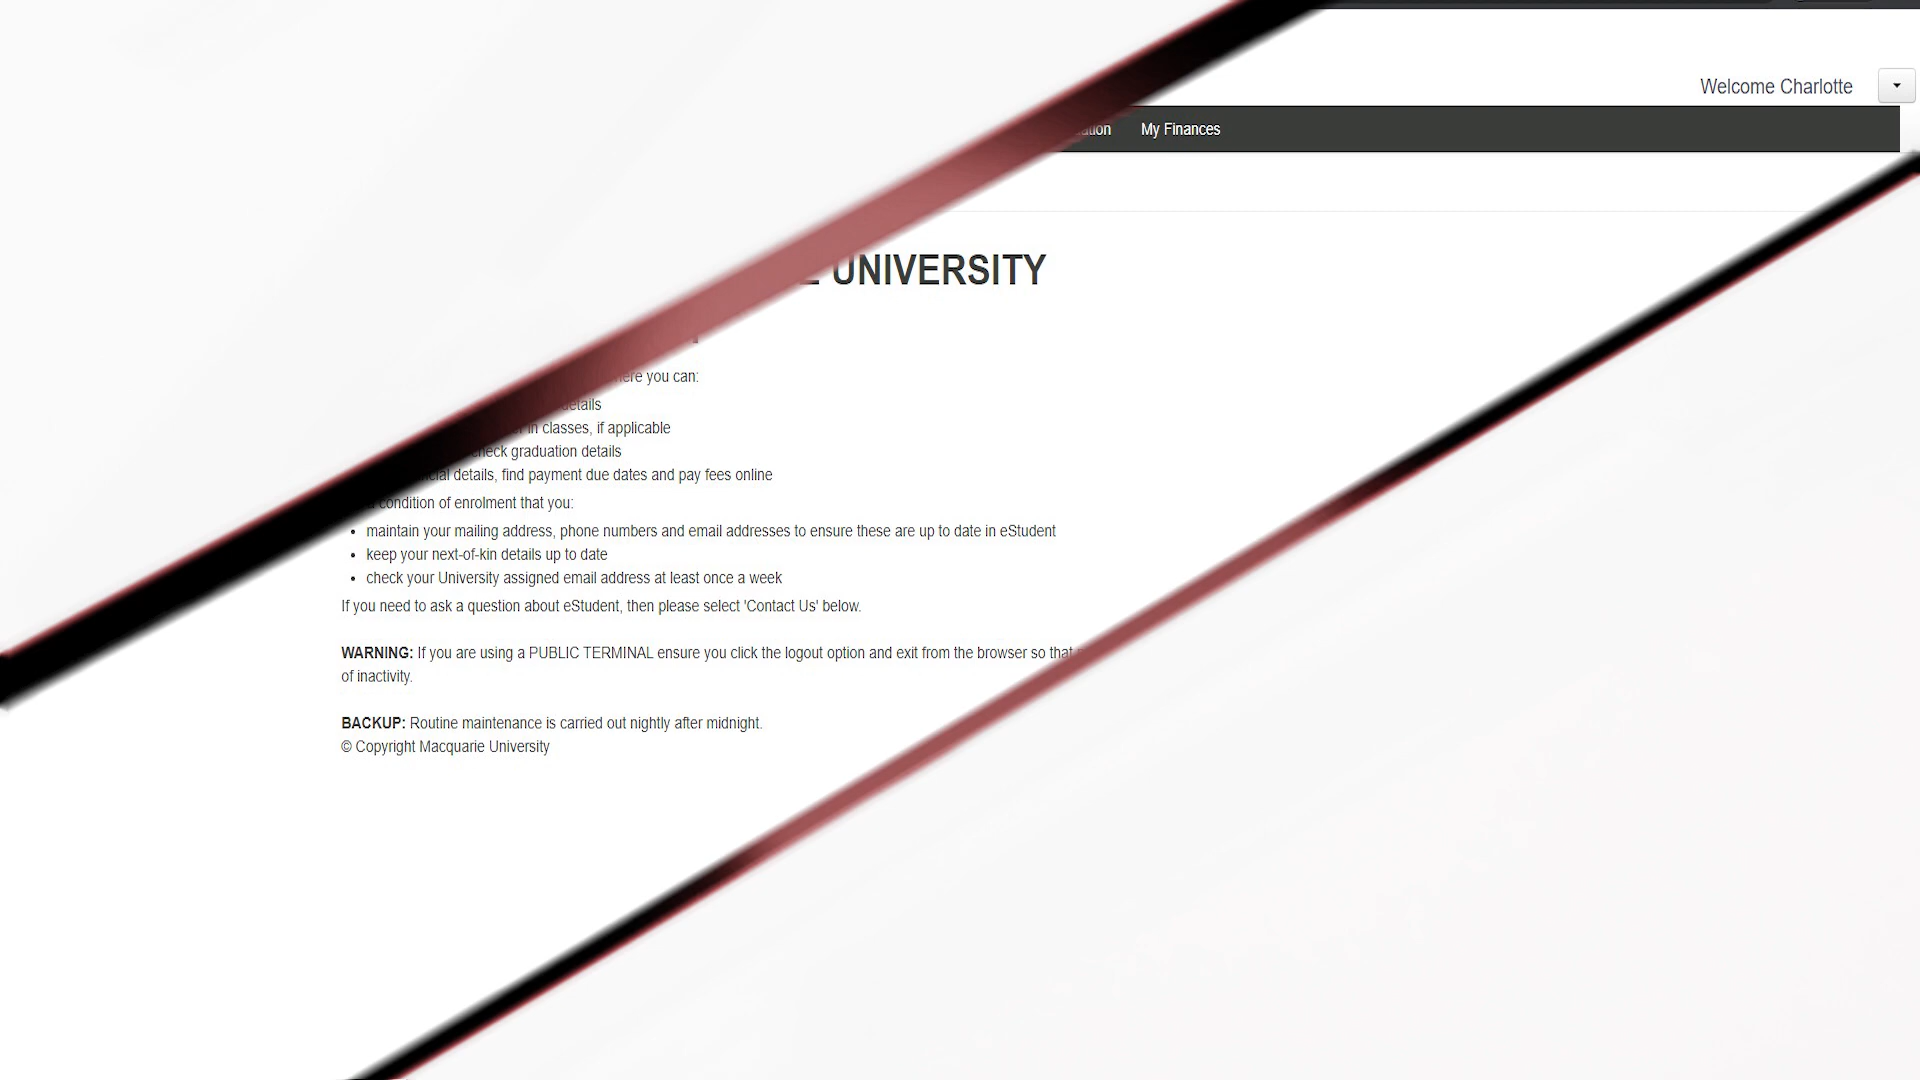 Welcome Charlotte
My Finances
UNIVERSITY
you can:
details
in classes, if applicable
check graduation details
details, find payment due dates and pay fees online
condition of enrolment that you:
• maintain your mailing address, phone numbers and email addresses to ensure these are up to date in eStudent
• keep your next-of-kin details up to date
• check your University assigned email address at least once a week
If you need to ask a question about eStudent, then please select 'Contact Us' below.
WARNING: If you are using a PUBLIC TERMINAL ensure you click the logout option and exit from the browser so that
of inactivity.
BACKUP: Routine maintenance is carried out nightly after midnight.
© Copyright Macquarie University